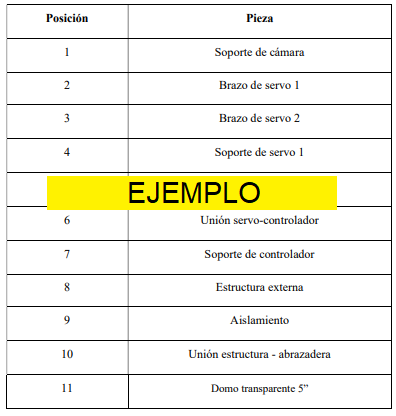 Posición Pieza
1 Soporte de cámara
2 Brazo de servo 1
3 Brazo de servo 2
4 Soporte de servo 1
EJEMPLO
6 Unión servo-controlador
7 Soporte de controlador
8 Estructura externa
9 Aislamiento
10 Unión estructura - abrazadera
11 Domo transparente 5”